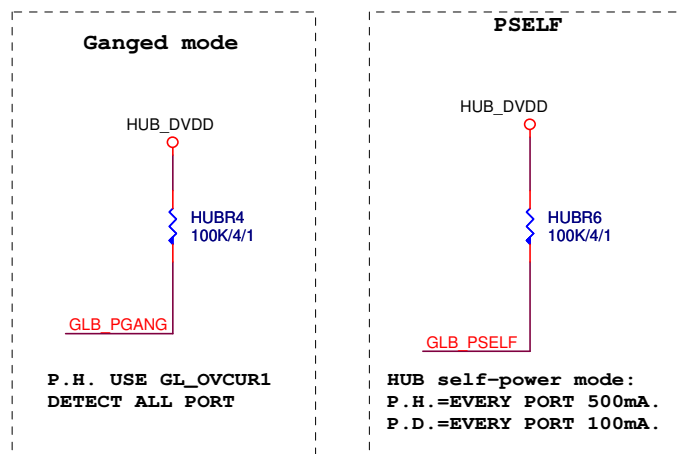 Ganged mode
HUB_DVDD
HUBR4
100K/4/1
GLB_PGANG
P.H. USE GL_OVCUR1
DETECT ALL PORT
PSELF
HUB_DVDD
HUBR6
100K/4/1
GLB_PSELF
HUB self-power mode:
P.H.=EVERY PORT 500mA.
P.D.=EVERY PORT 100mA.